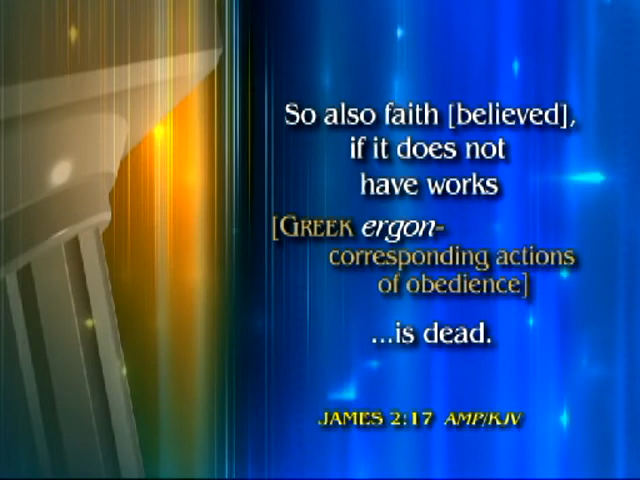 So also faith [believed],
if it does not
have works
[GREEK ergon-
corresponding actions
of obedience]
...is dead.
JAMES 2:17 AMP/KJV